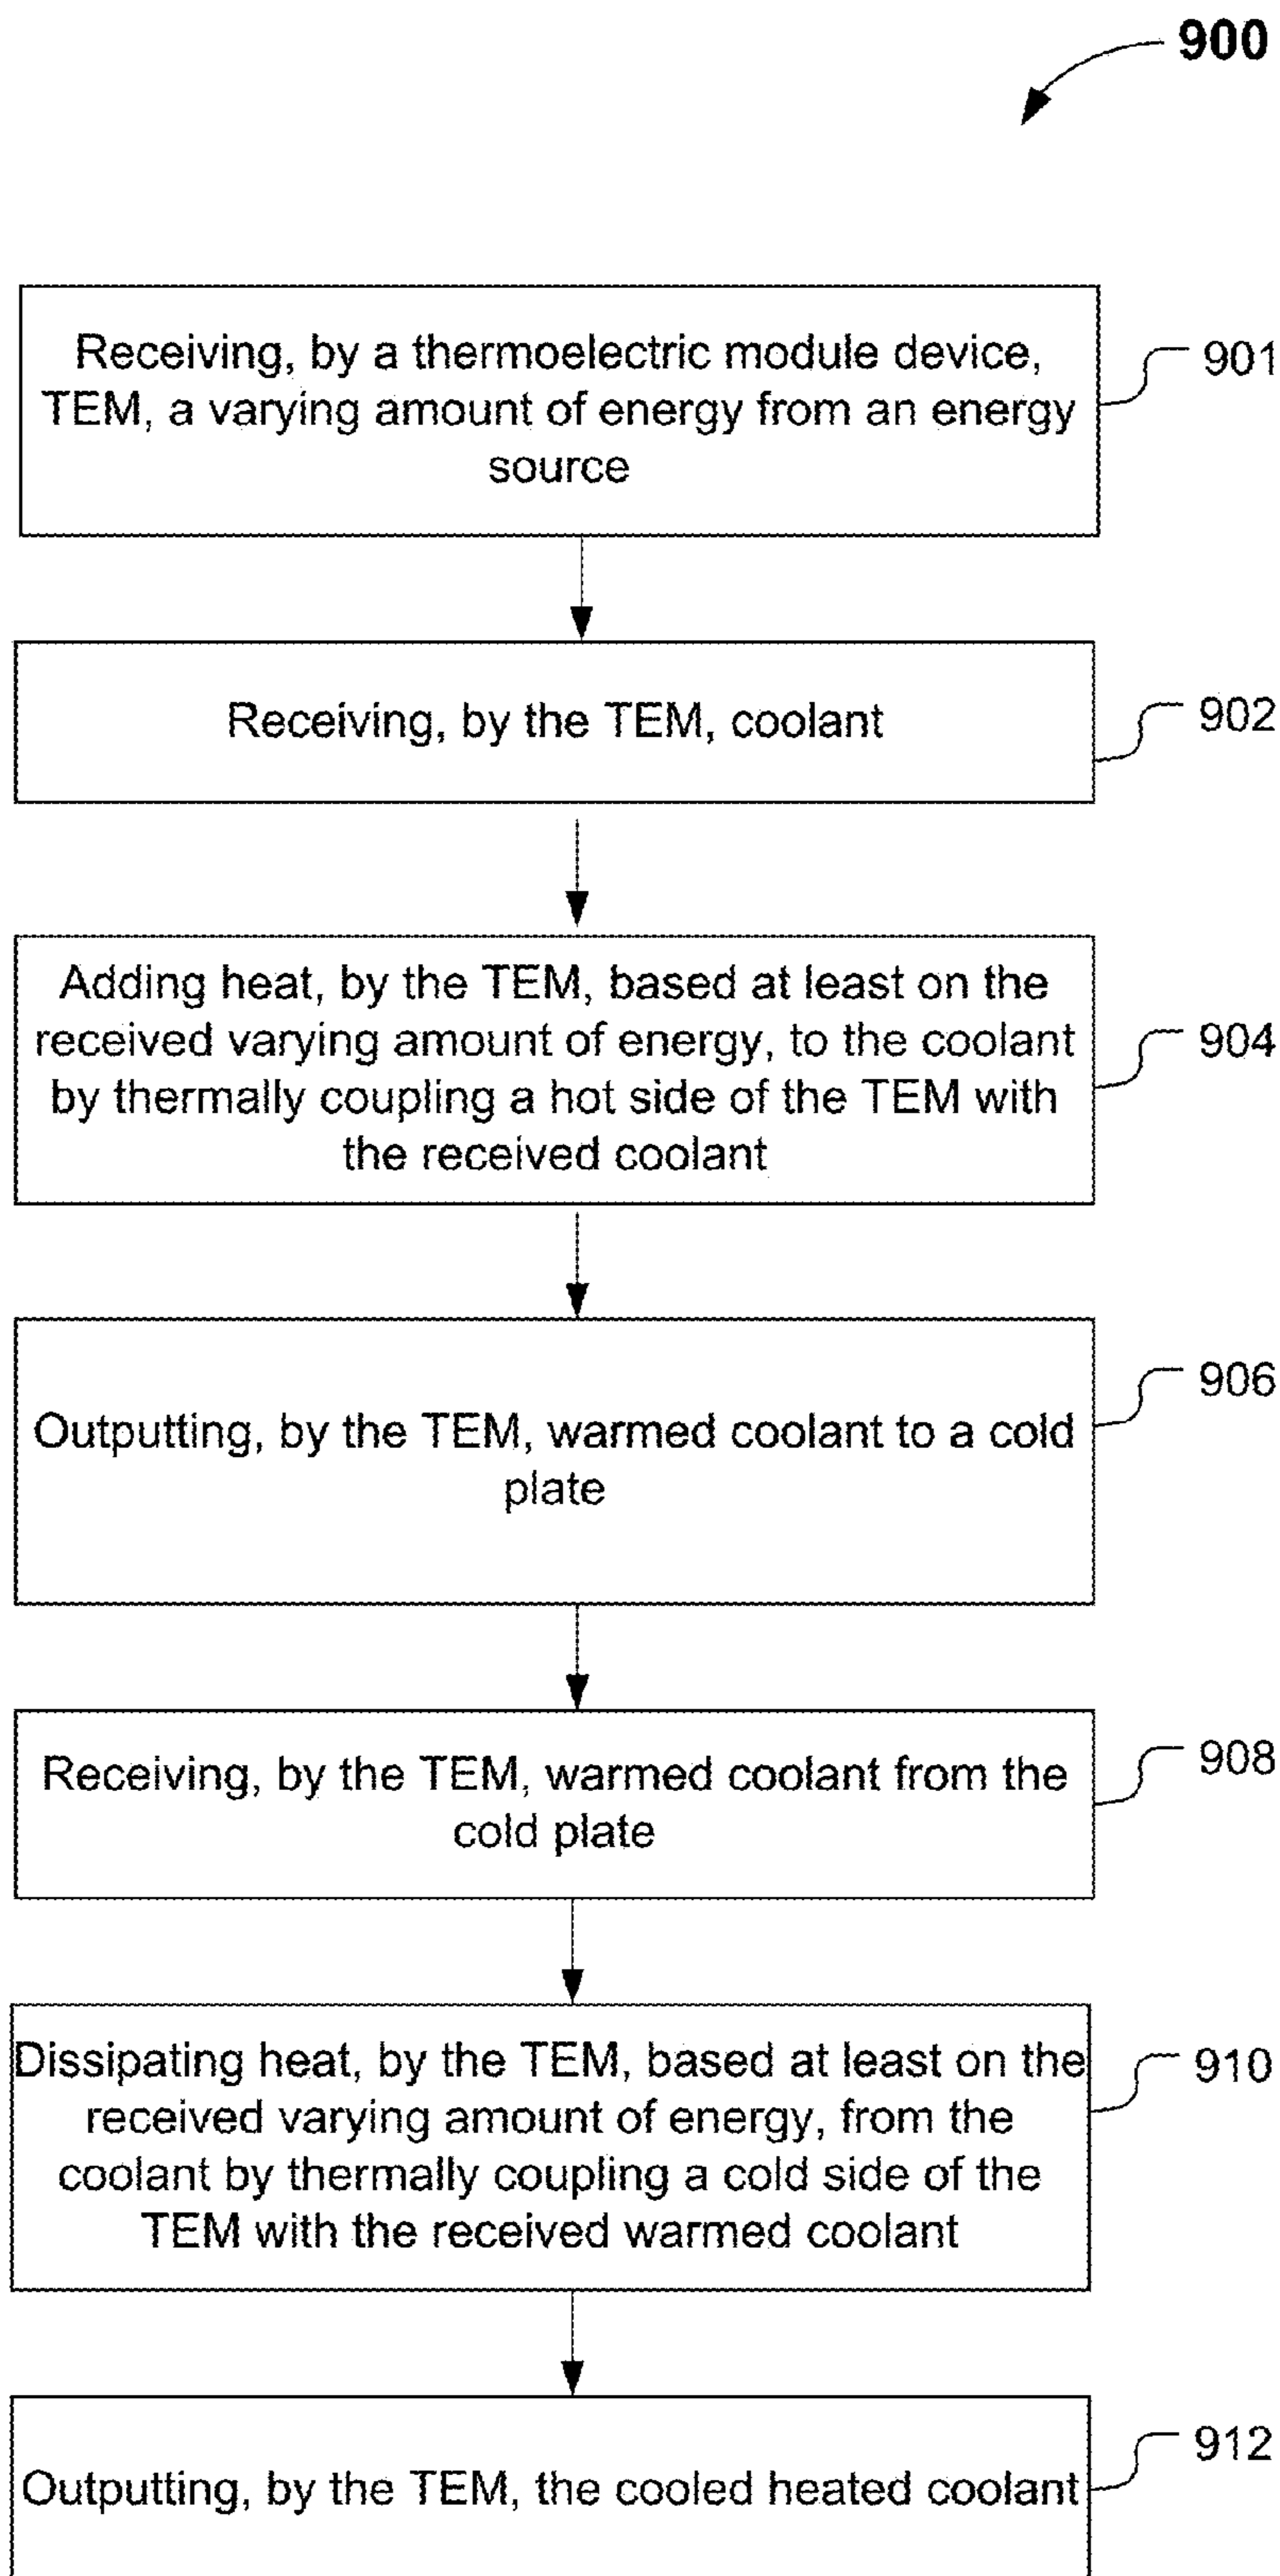 900
Receiving, by a thermoelectric module device,
TEM, a varying amount of energy from an energy
source
901
Receiving, by the TEM, coolant
902
Adding heat, by the TEM, based at least on the
received varying amount of energy, to the coolant
by thermally coupling a hot side of the TEM with
the received coolant
904
Outputting, by the TEM, warmed coolant to a cold
plate
906
Receiving, by the TEM, warmed coolant from the
cold plate
908
Dissipating heat, by the TEM, based at least on the
received varying amount of energy, from the
coolant by thermally coupling a cold side of the
TEM with the received warmed coolant
910
Outputting, by the TEM, the cooled heated coolant
912